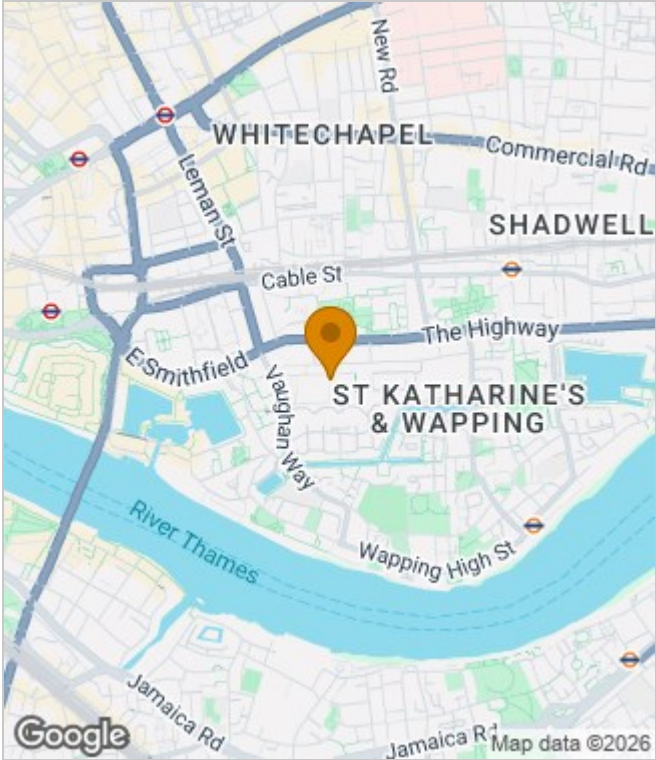 New Rd
WHITECHAPEL
Commercial Rd
Leman St
SHADWELL
Cable St
The Highway
E Smithfield
ST KATHARINE'S
& WAPPING
Vaughan Way
River Thames
Wapping High St
Jamaica Rd
Jamaica Rd
Google
Map data ©2026